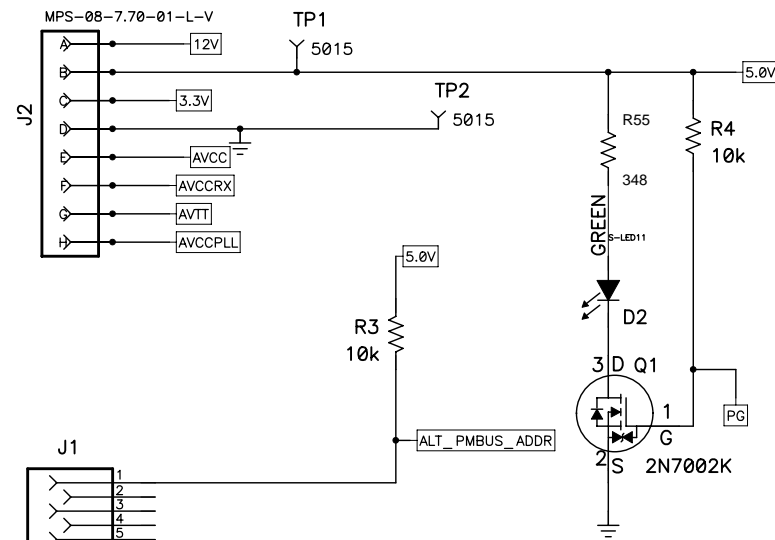 MPS-08-7.70-01-L-V
J2
A
12V
B
C
3.3V
D
E
AVCC
F
AVCCRX
G
AVTT
H
AVCCPLL
TP1
5015
TP2
5015
5.0V
R55
348
R4
10k
GREEN
S-LED11
D2
3 D Q1
1
G
2 S
2N7002K
PG
5.0V
R3
10k
ALT_PMBUS_ADDR
J1
1
2
3
4
5